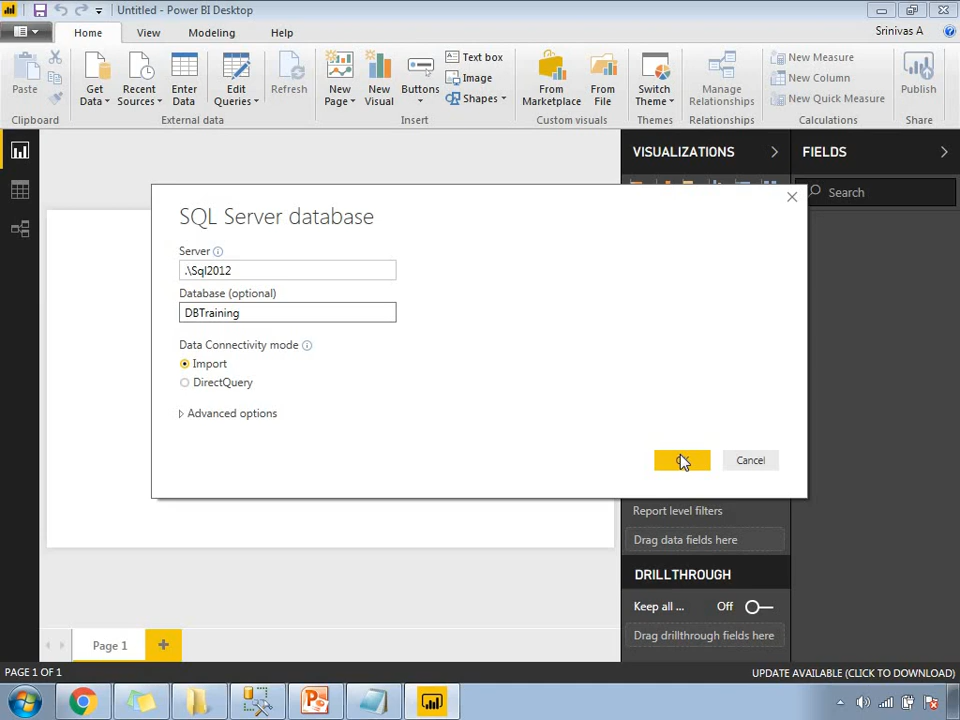 Untitled - Power BI Desktop
Home
View
Modeling
Help
Srinivas A
Paste
Get Data
Recent Sources
Enter Data
Edit Queries
Refresh
New Page
New Visual
Buttons
Text box
Image
Shapes
From Marketplace
From File
Switch Theme
Manage Relationships
New Measure
New Column
New Quick Measure
Publish
Clipboard
External data
Insert
Custom visuals
Themes
Relationships
Calculations
Share
VISUALIZATIONS
FIELDS
Search
SQL Server database
Server
.\Sql2012
Database (optional)
DBTraining
Data Connectivity mode
Import
DirectQuery
Advanced options
Cancel
Report level filters
Drag data fields here
DRILLTHROUGH
Keep all ...
Off
Drag drillthrough fields here
Page 1
PAGE 1 OF 1
UPDATE AVAILABLE (CLICK TO DOWNLOAD)